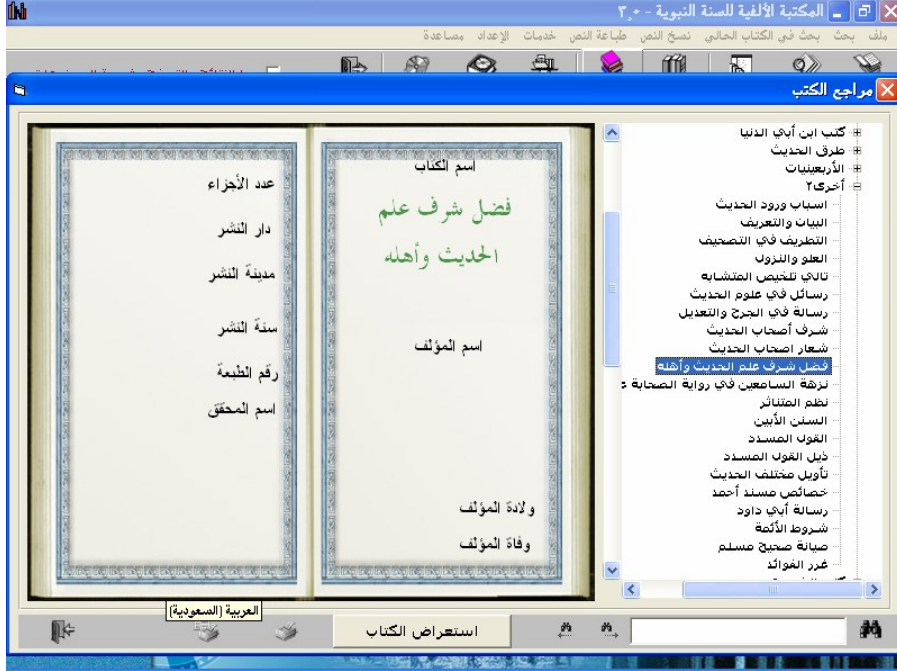 المكتبة الألفية للسنة النبوية - ٣,٠
ملف بحث بحث في الكتاب الحالي نسخ النص طباعة النص خدمات الإعداد مساعدة
مراجع الكتب
كتب ابن أبي الدنيا
طرق الحديث
الأربعينيات
أخرى٢
اسباب ورود الحديث
البيان والتعريف
التطريف في التصحيف
العلو والنزول
تالي تلخيص المتشابه
رسائل في علوم الحديث
رسالة في الجرح والتعديل
شرف أصحاب الحديث
شعار اصحاب الحديث
فضل شرف علم الحديث وأهله
نزهة السامعين في رواية الصحابة ع
نظم المتناثر
السنن الأبين
القول المسدد
ذيل القول المسدد
تأويل مختلف الحديث
خصائص مسند أحمد
رسالة أبي داود
شروط الأئمة
صيانة صحيح مسلم
غرر الفوائد
اسم الكتاب
فضل شرف علم
الحديث وأهله
اسم المؤلف
ولادة المؤلف
وفاة المؤلف
عدد الأجزاء
دار النشر
مدينة النشر
سنة النشر
رقم الطبعة
اسم المحقق
العربية (السعودية)
استعراض الكتاب